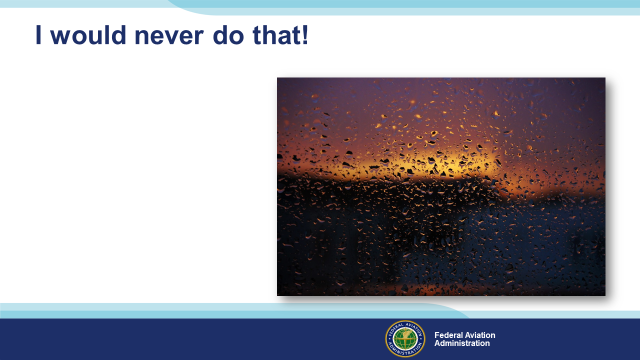 I would never do that!
Federal Aviation
Administration